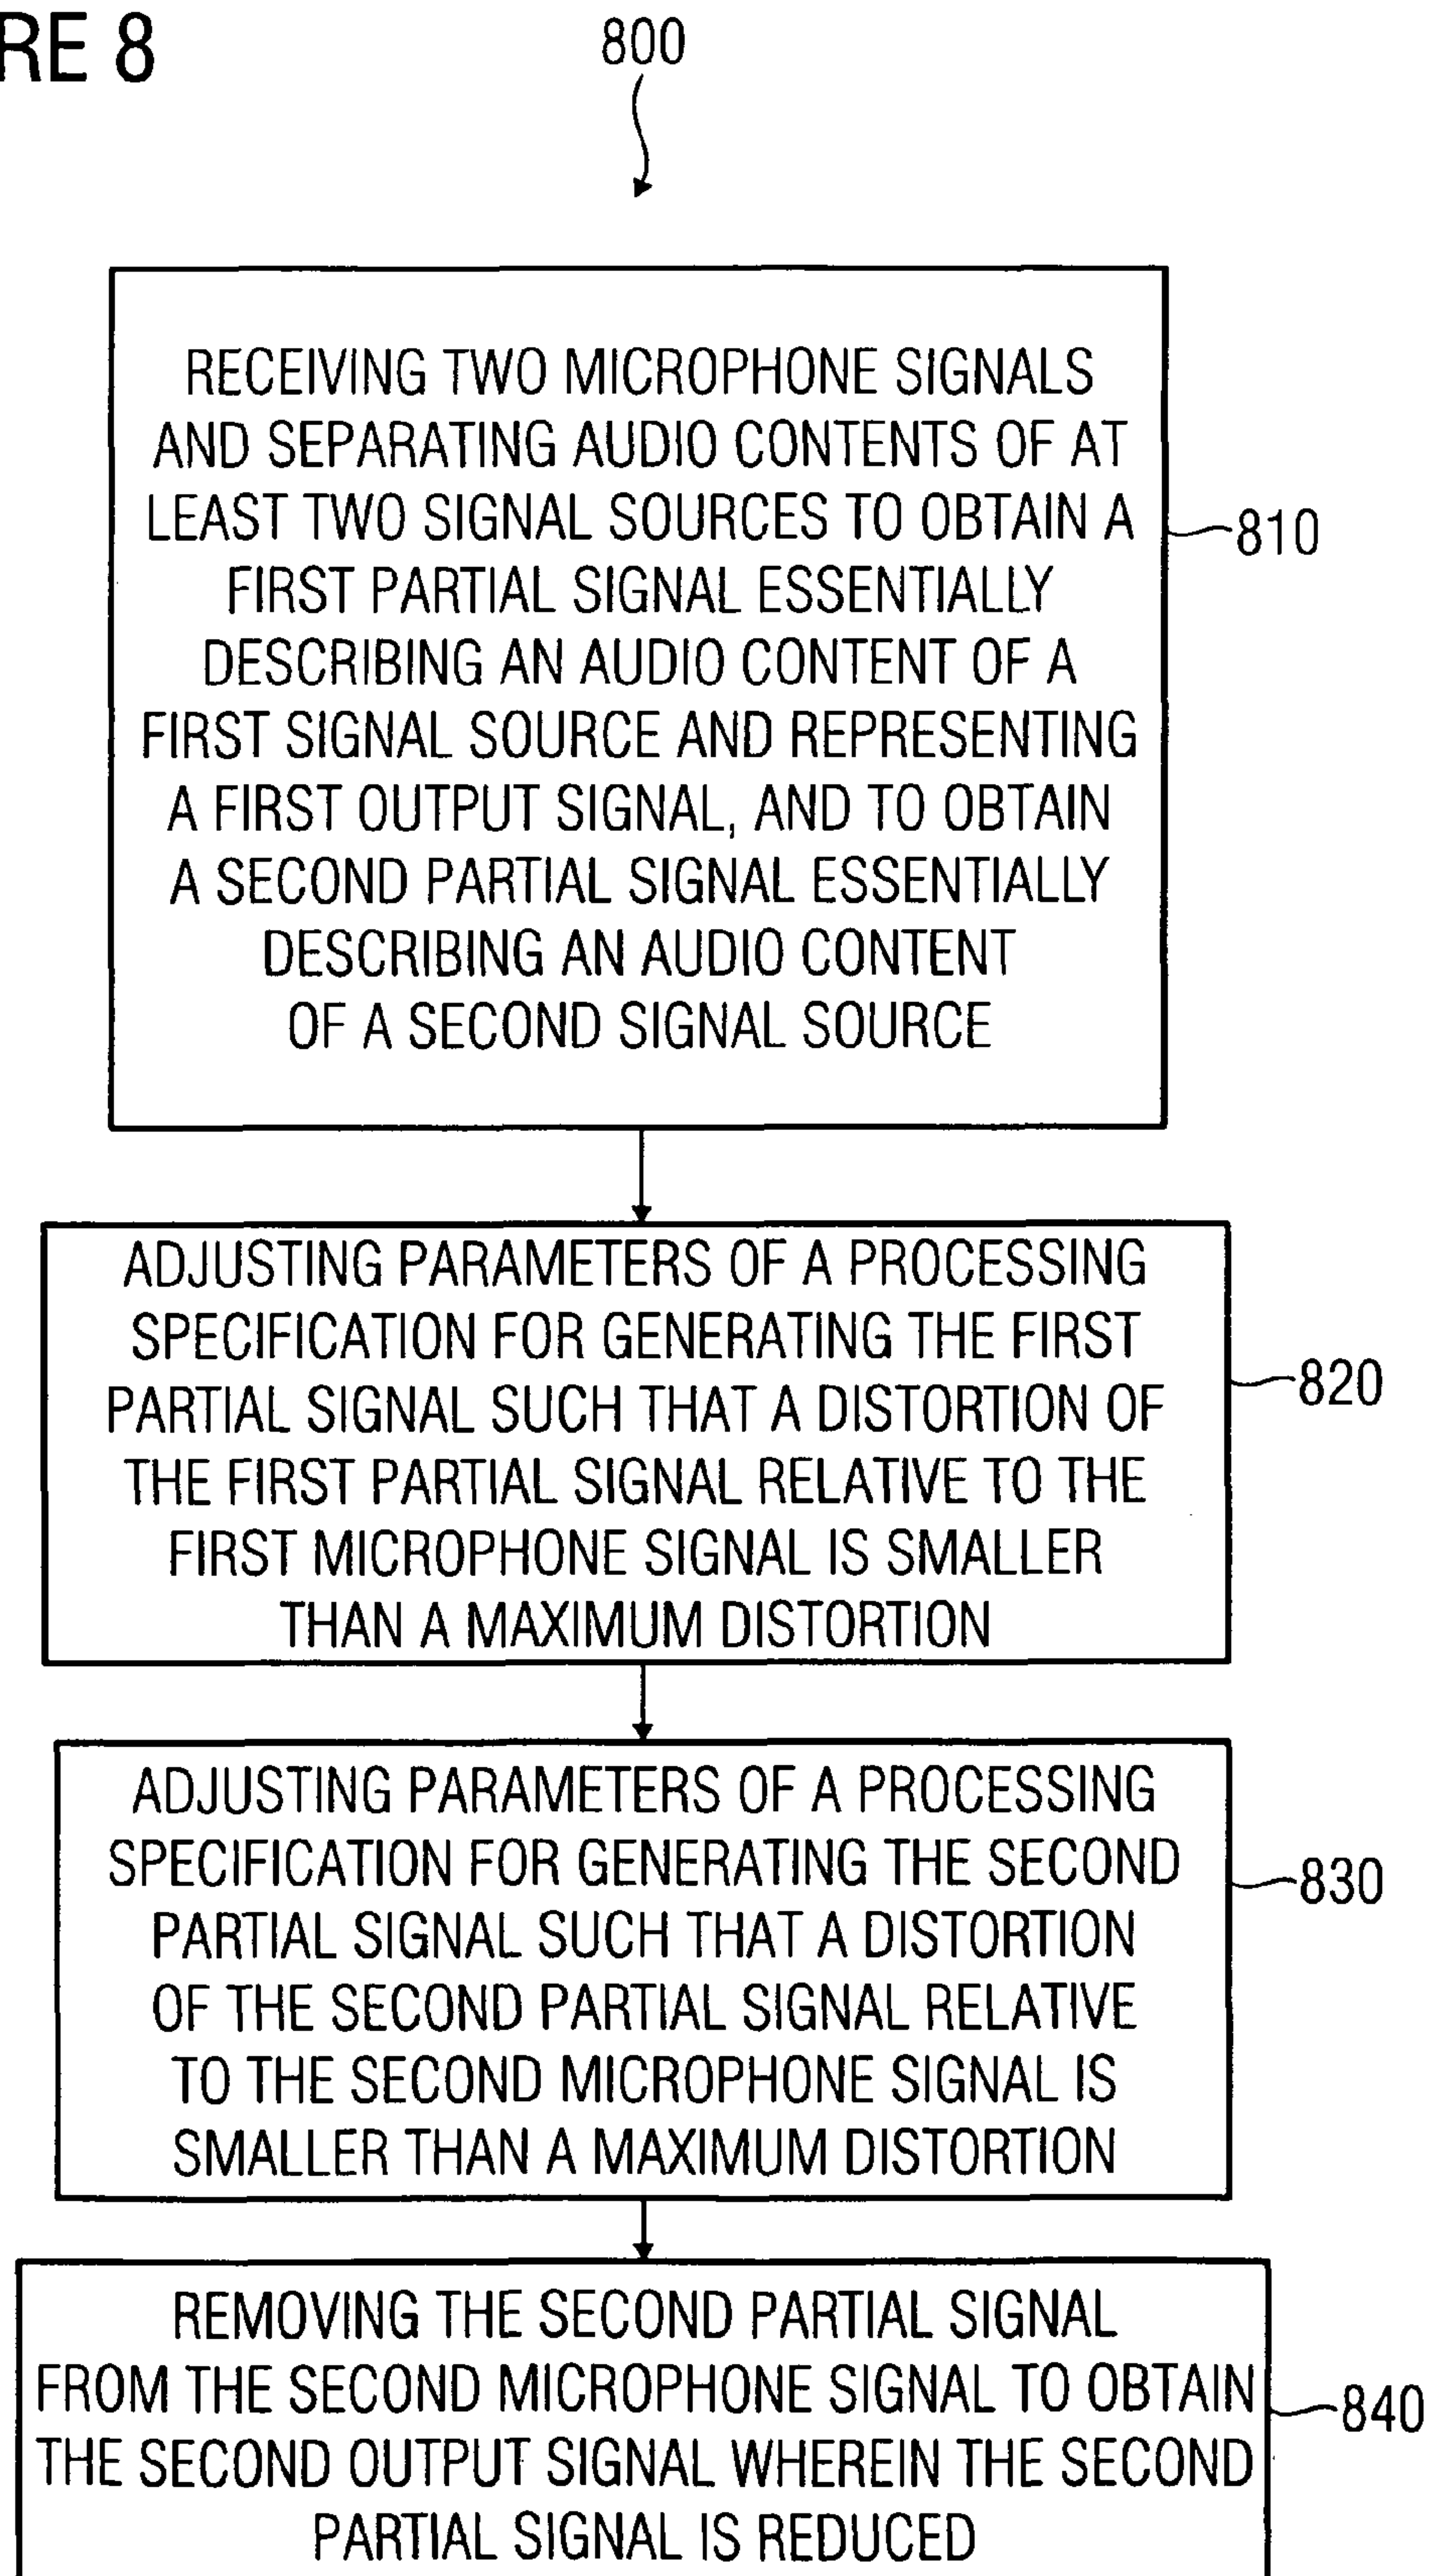 RE 8
800
RECEIVING TWO MICROPHONE SIGNALS
AND SEPARATING AUDIO CONTENTS OF AT
LEAST TWO SIGNAL SOURCES TO OBTAIN A
FIRST PARTIAL SIGNAL ESSENTIALLY
DESCRIBING AN AUDIO CONTENT OF A
FIRST SIGNAL SOURCE AND REPRESENTING
A FIRST OUTPUT SIGNAL, AND TO OBTAIN
A SECOND PARTIAL SIGNAL ESSENTIALLY
DESCRIBING AN AUDIO CONTENT
OF A SECOND SIGNAL SOURCE
810
ADJUSTING PARAMETERS OF A PROCESSING
SPECIFICATION FOR GENERATING THE FIRST
PARTIAL SIGNAL SUCH THAT A DISTORTION OF
THE FIRST PARTIAL SIGNAL RELATIVE TO THE
FIRST MICROPHONE SIGNAL IS SMALLER
THAN A MAXIMUM DISTORTION
820
ADJUSTING PARAMETERS OF A PROCESSING
SPECIFICATION FOR GENERATING THE SECOND
PARTIAL SIGNAL SUCH THAT A DISTORTION
OF THE SECOND PARTIAL SIGNAL RELATIVE
TO THE SECOND MICROPHONE SIGNAL IS
SMALLER THAN A MAXIMUM DISTORTION
830
REMOVING THE SECOND PARTIAL SIGNAL
FROM THE SECOND MICROPHONE SIGNAL TO OBTAIN
THE SECOND OUTPUT SIGNAL WHEREIN THE SECOND
PARTIAL SIGNAL IS REDUCED
840